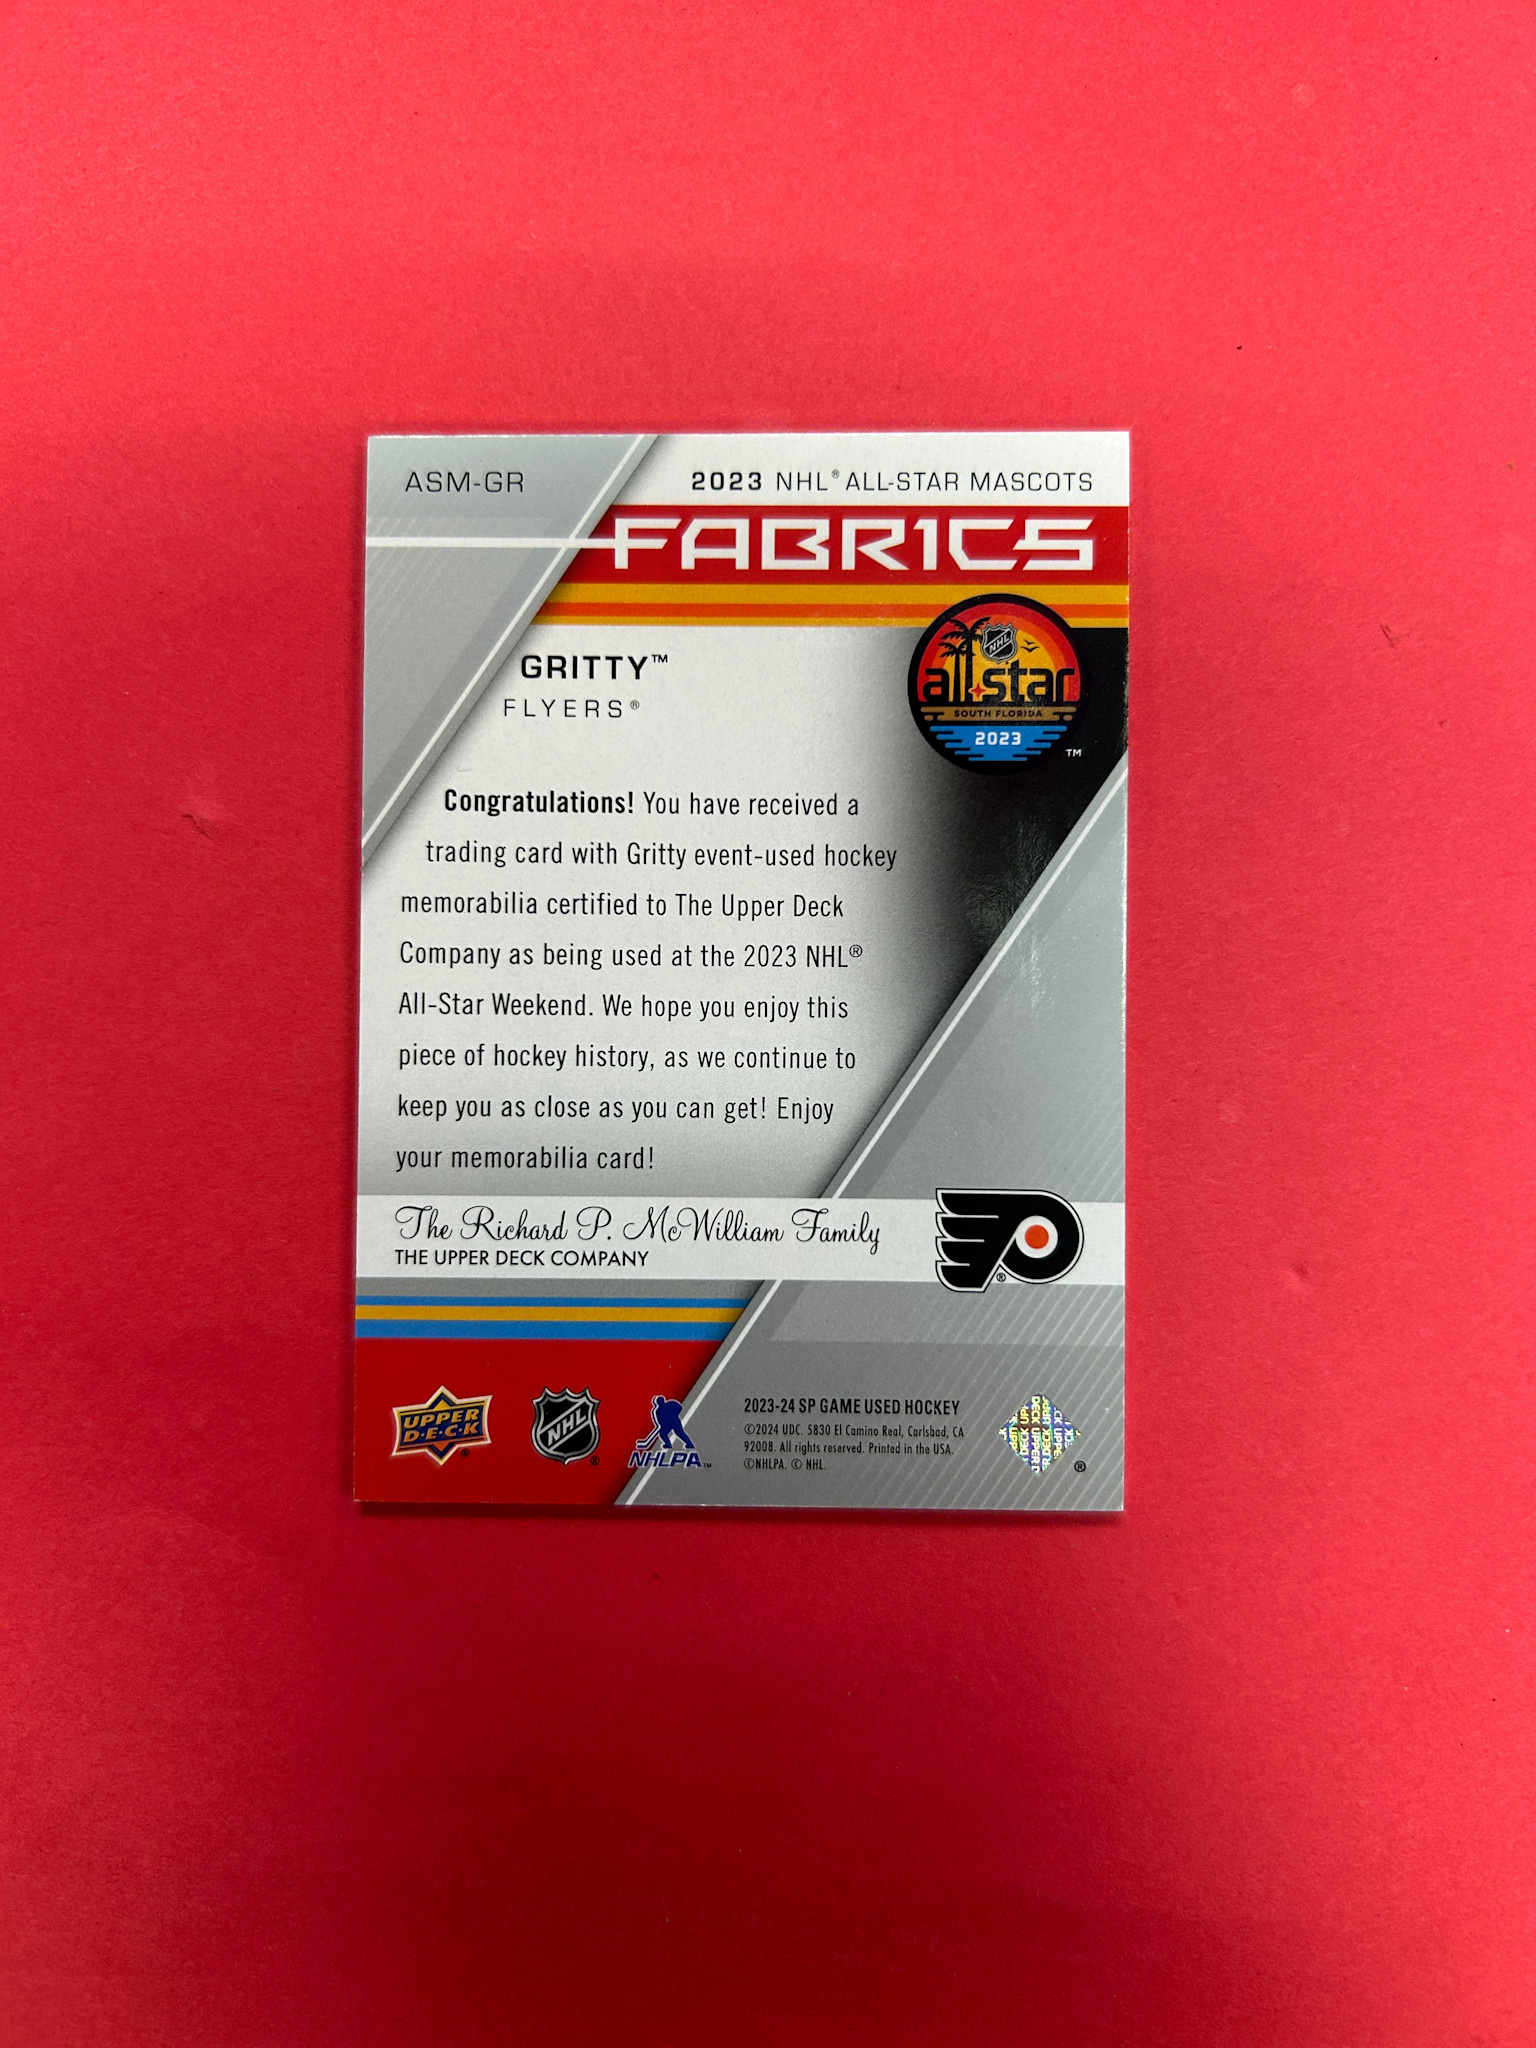 ASM-GR
2023 NHL® ALL-STAR MASCOTS
FABR1CS
GRITTY™
FLYERS®
NHL
all star
SOUTH FLORIDA
2023
TM
Congratulations! You have received a
trading card with Gritty event-used hockey
memorabilia certified to The Upper Deck
Company as being used at the 2023 NHL®
All-Star Weekend. We hope you enjoy this
piece of hockey history, as we continue to
keep you as close as you can get! Enjoy
your memorabilia card!
The Richard P. McWilliam Family
THE UPPER DECK COMPANY
®
UPPER
D·E·C·K
®
NHL
®
NHLPA™
2023-24 SP GAME USED HOCKEY
©2024 UDC. 5830 El Camino Real, Carlsbad, CA
92008. All rights reserved. Printed in the USA.
©NHLPA. © NHL.
®